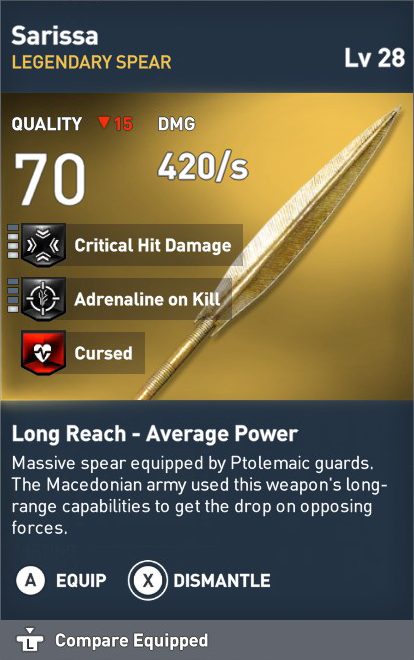 Sarissa
LEGENDARY SPEAR
Lv 28
QUALITY ▼15 DMG
70 420/s
Critical Hit Damage
Adrenaline on Kill
Cursed
Long Reach - Average Power
Massive spear equipped by Ptolemaic guards.
The Macedonian army used this weapon's long-
range capabilities to get the drop on opposing
forces.
A EQUIP X DISMANTLE
L Compare Equipped